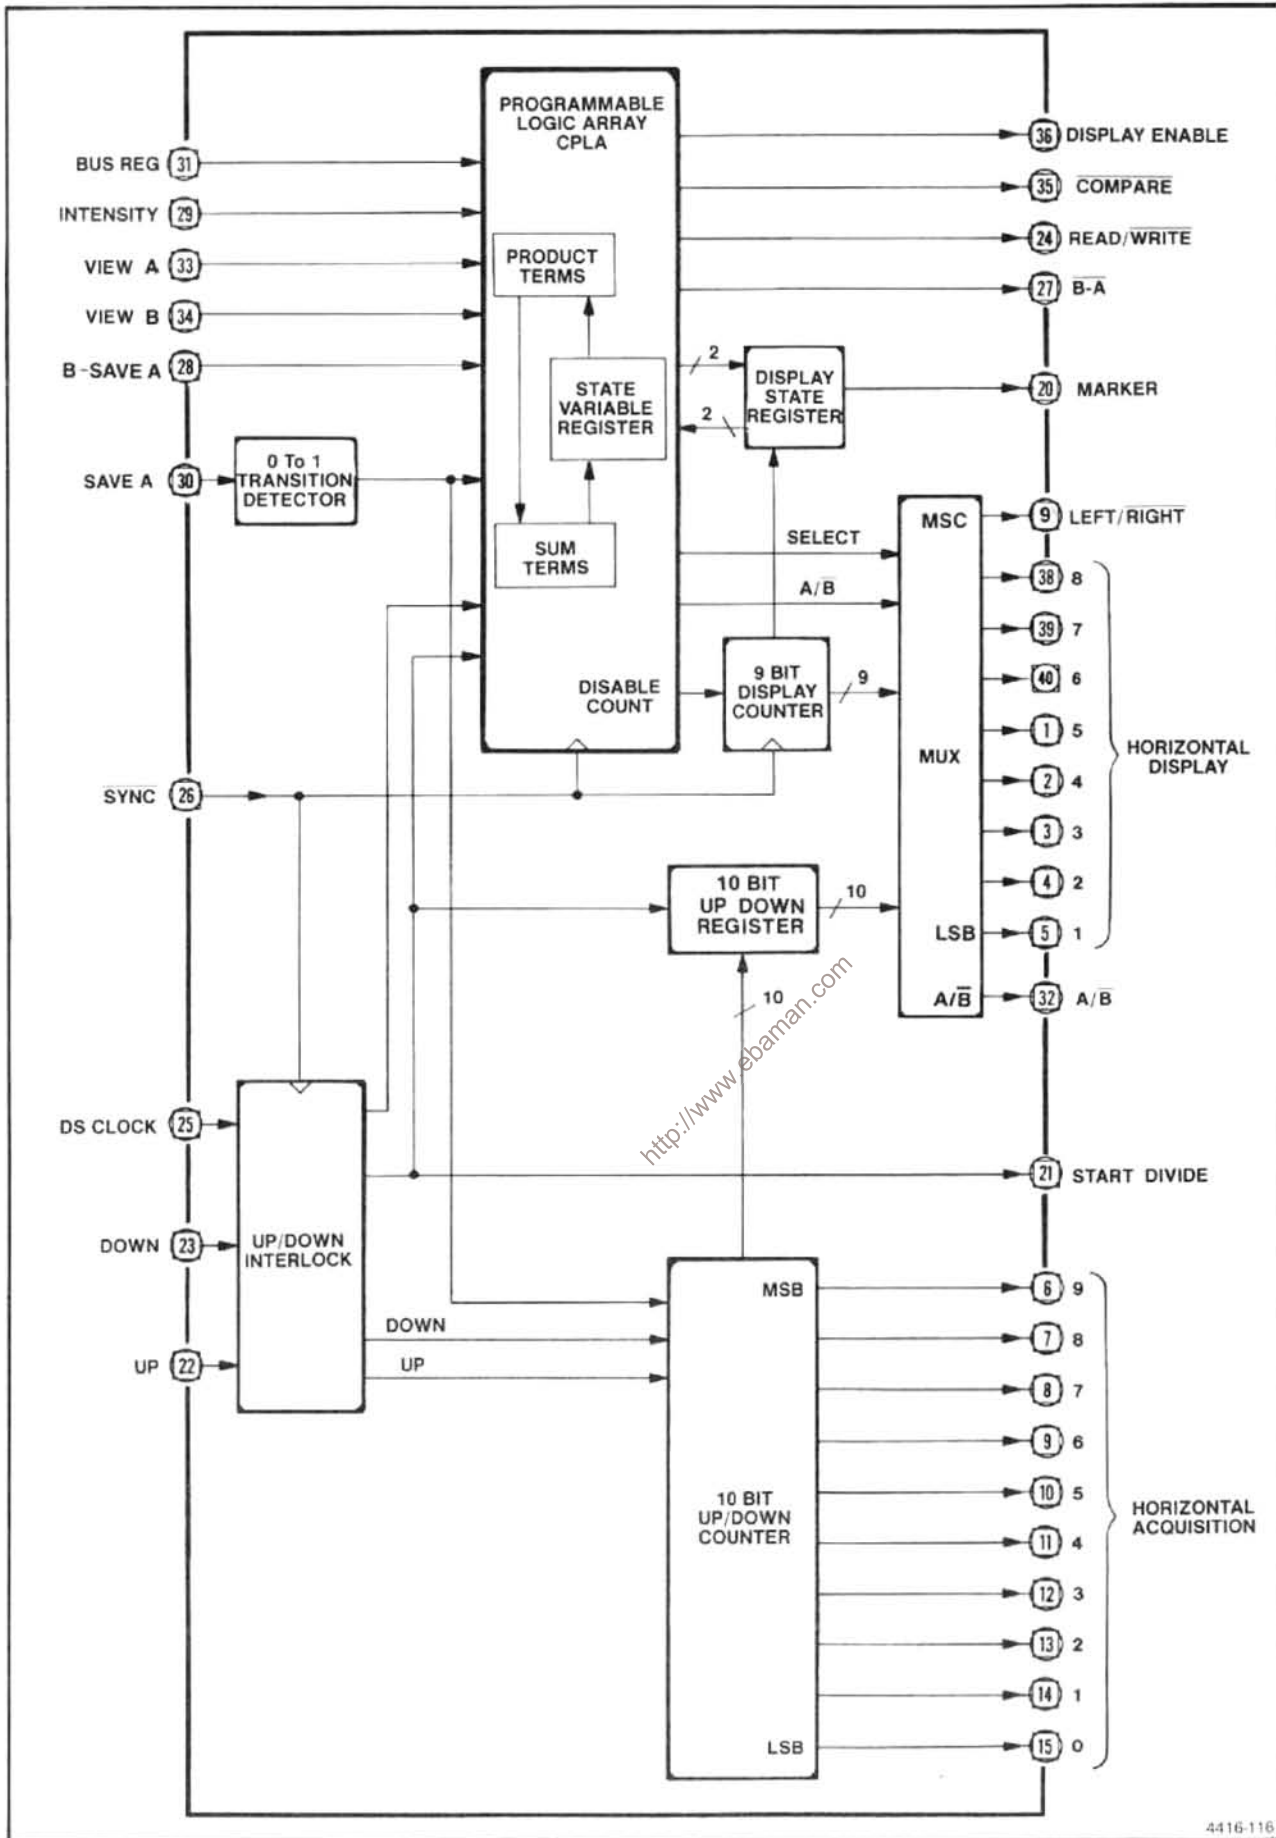 PROGRAMMABLE
LOGIC ARRAY
CPLA
PRODUCT
TERMS
STATE
VARIABLE
REGISTER
SUM
TERMS
DISABLE
COUNT
BUS REG 31
INTENSITY 29
VIEW A 33
VIEW B 34
B-SAVE A 28
SAVE A 30
0 To 1
TRANSITION
DETECTOR
SYNC 26
DS CLOCK 25
DOWN 23
UP 22
UP/DOWN
INTERLOCK
DOWN
UP
2
2
DISPLAY
STATE
REGISTER
SELECT
A/B
9 BIT
DISPLAY
COUNTER
9
10 BIT
UP DOWN
REGISTER
10
10
MSC
MUX
LSB
A/B
36 DISPLAY ENABLE
35 COMPARE
24 READ/WRITE
27 B-A
20 MARKER
9 LEFT/RIGHT
38 8
39 7
40 6
1 5
2 4
3 3
4 2
5 1
HORIZONTAL
DISPLAY
32 A/B
21 START DIVIDE
MSB
10 BIT
UP/DOWN
COUNTER
LSB
6 9
7 8
8 7
9 6
10 5
11 4
12 3
13 2
14 1
15 0
HORIZONTAL
ACQUISITION
http://www.ebaman.com
4416-116